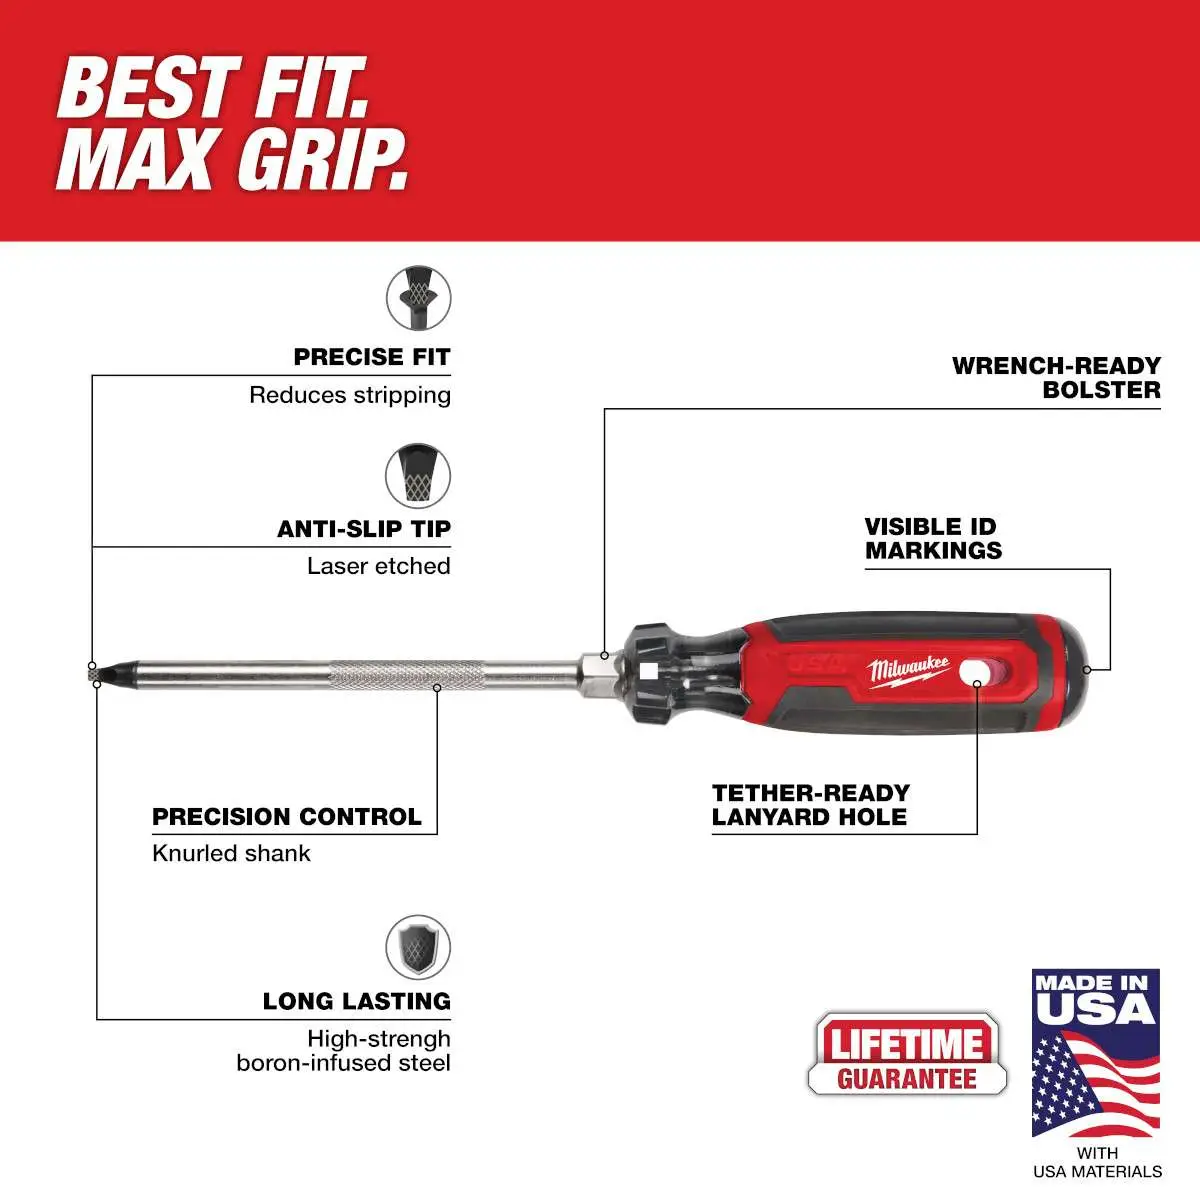 BEST FIT.
MAX GRIP.
PRECISE FIT
Reduces stripping
WRENCH-READY
BOLSTER
ANTI-SLIP TIP
Laser etched
VISIBLE ID
MARKINGS
USA
Milwaukee
TETHER-READY
LANYARD HOLE
PRECISION CONTROL
Knurled shank
LONG LASTING
High-strengh
boron-infused steel
LIFETIME
GUARANTEE
MADE IN
USA
WITH
USA MATERIALS